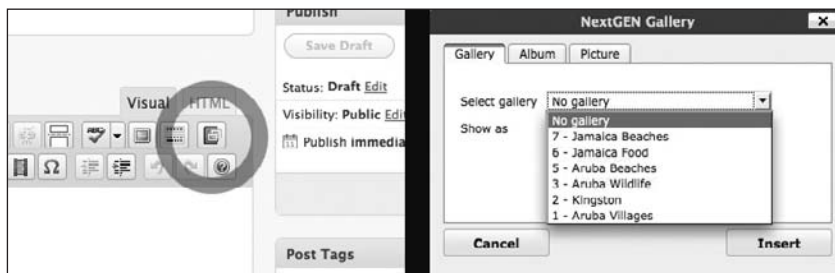 Publish
Save Draft
Status: Draft Edit
Visual HTML
Visibility: Public Edit
ABC
Publish immedia
Ω
Post Tags
NextGEN Gallery
Gallery Album Picture
Select gallery No gallery
Show as
No gallery
7 - Jamaica Beaches
6 - Jamaica Food
5 - Aruba Beaches
3 - Aruba Wildlife
2 - Kingston
1 - Aruba Villages
Cancel Insert